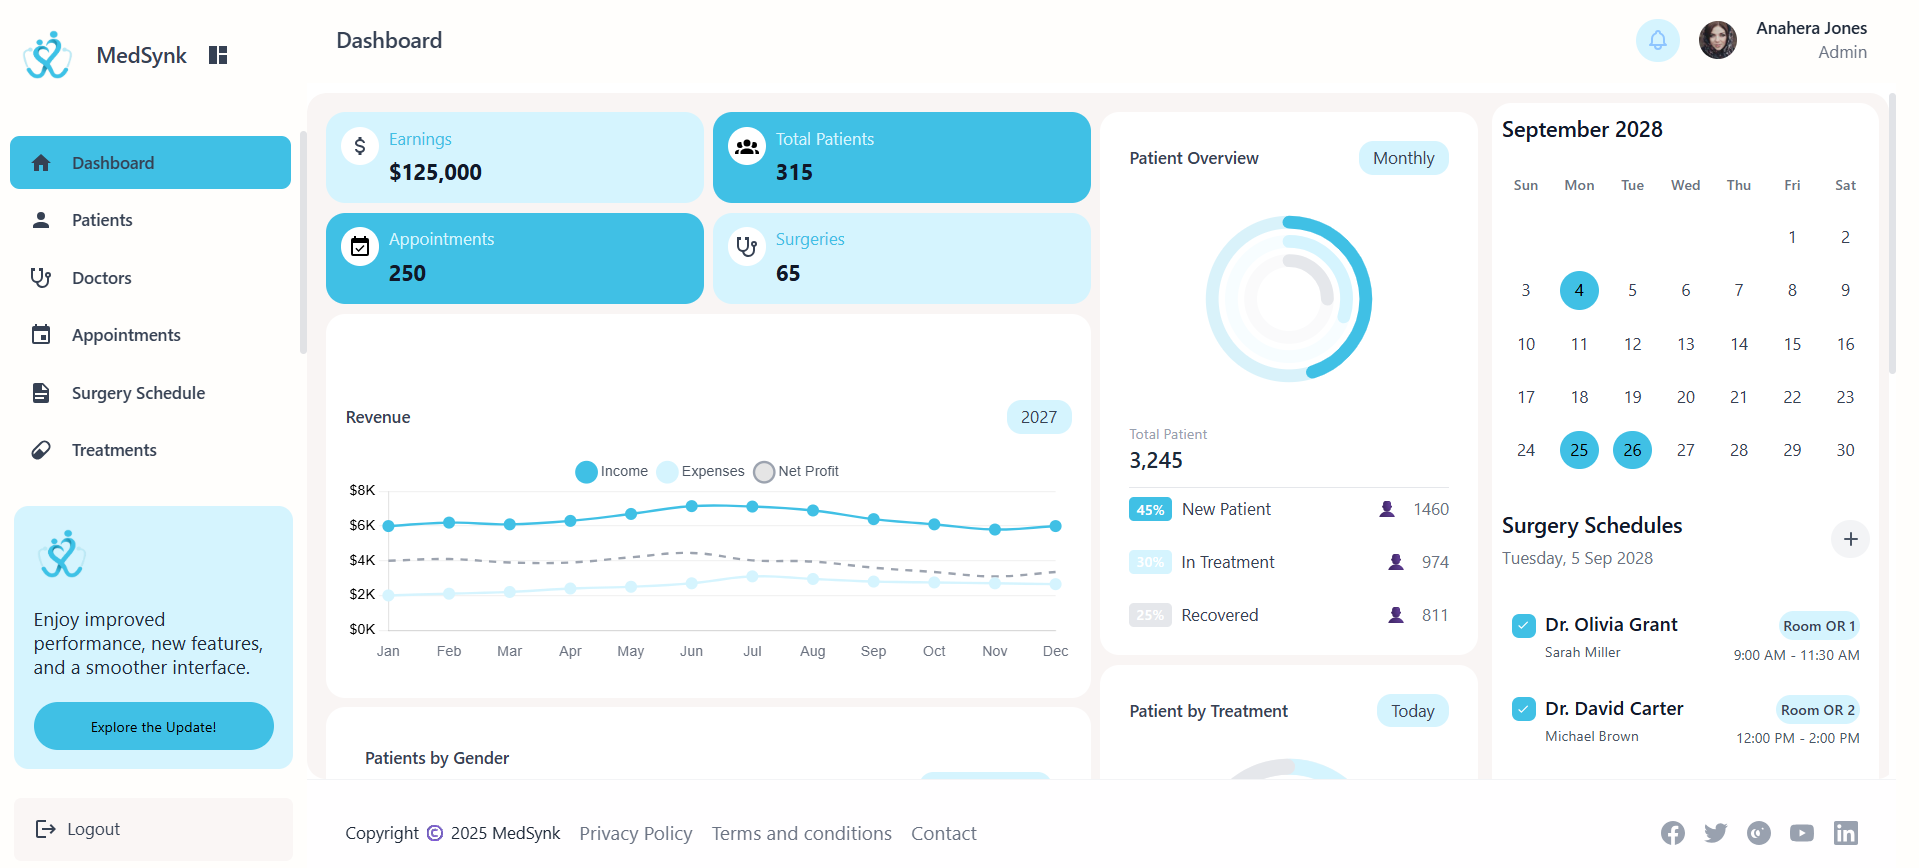 MedSynk
Dashboard
Patients
Doctors
Appointments
Surgery Schedule
Treatments
Enjoy improved
performance, new features,
and a smoother interface.
Explore the Update!
Logout
Dashboard
Anahera Jones
Admin
Earnings
$125,000
Total Patients
315
Appointments
250
Surgeries
65
Revenue
2027
Income Expenses Net Profit
$8K
$6K
$4K
$2K
$0K
Jan Feb Mar Apr May Jun Jul Aug Sep Oct Nov Dec
Patients by Gender
Patient Overview
Monthly
Total Patient
3,245
45% New Patient 1460
30% In Treatment 974
25% Recovered 811
Patient by Treatment
Today
September 2028
Sun Mon Tue Wed Thu Fri Sat
1 2
3 4 5 6 7 8 9
10 11 12 13 14 15 16
17 18 19 20 21 22 23
24 25 26 27 28 29 30
Surgery Schedules
Tuesday, 5 Sep 2028
Dr. Olivia Grant Room OR 1
Sarah Miller 9:00 AM - 11:30 AM
Dr. David Carter Room OR 2
Michael Brown 12:00 PM - 2:00 PM
Copyright © 2025 MedSynk Privacy Policy Terms and conditions Contact